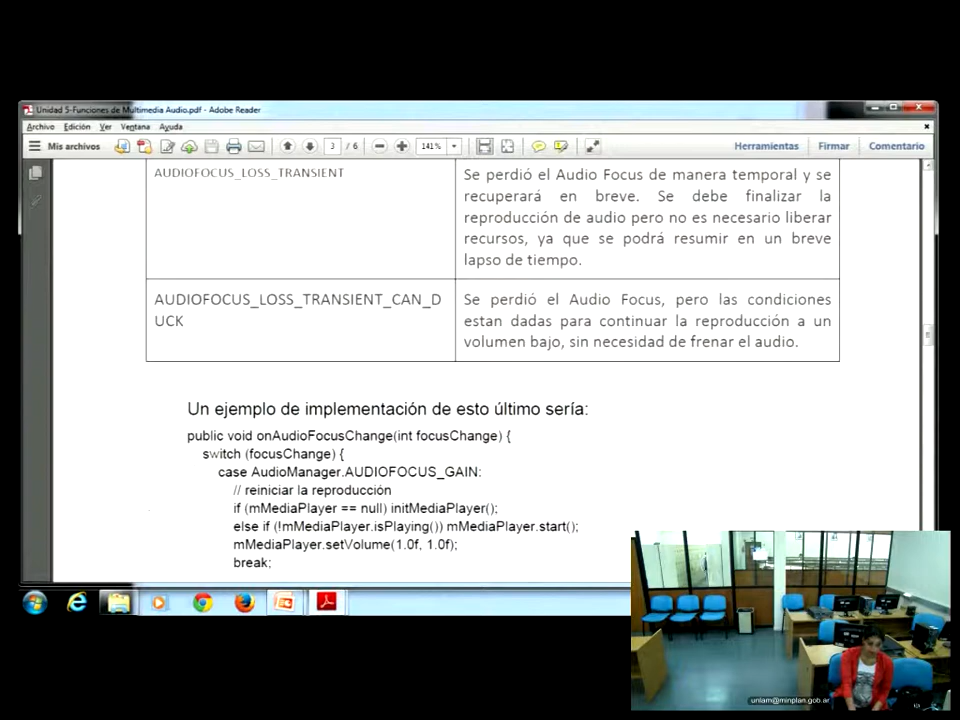 Unidad 5-Funciones de Multimedia Audio.pdf - Adobe Reader
Archivo Edición Ver Ventana Ayuda
Mis archivos 3 / 6 141% Herramientas Firmar Comentario
AUDIOFOCUS_LOSS_TRANSIENT
Se perdió el Audio Focus de manera temporal y se
recuperará en breve. Se debe finalizar la
reproducción de audio pero no es necesario liberar
recursos, ya que se podrá resumir en un breve
lapso de tiempo.
AUDIOFOCUS_LOSS_TRANSIENT_CAN_D
UCK
Se perdió el Audio Focus, pero las condiciones
estan dadas para continuar la reproducción a un
volumen bajo, sin necesidad de frenar el audio.
Un ejemplo de implementación de esto último sería:
public void onAudioFocusChange(int focusChange) {
switch (focusChange) {
case AudioManager.AUDIOFOCUS_GAIN:
// reiniciar la reproducción
if (mMediaPlayer == null) initMediaPlayer();
else if (!mMediaPlayer.isPlaying()) mMediaPlayer.start();
mMediaPlayer.setVolume(1.0f, 1.0f);
break;
unlam@minplan.gob.ar